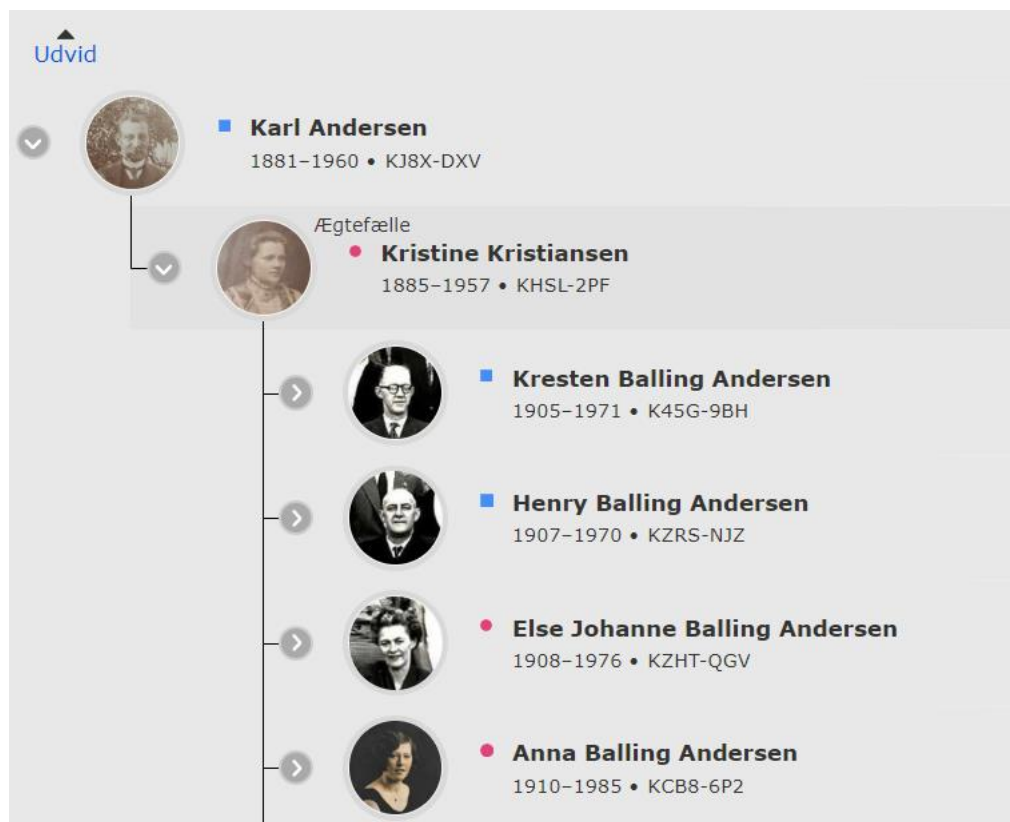 Udvid
Karl Andersen
1881–1960 • KJ8X-DXV
Ægtefælle
Kristine Kristiansen
1885–1957 • KHSL-2PF
Kresten Balling Andersen
1905–1971 • K45G-9BH
Henry Balling Andersen
1907–1970 • KZRS-NJZ
Else Johanne Balling Andersen
1908–1976 • KZHT-QGV
Anna Balling Andersen
1910–1985 • KCB8-6P2